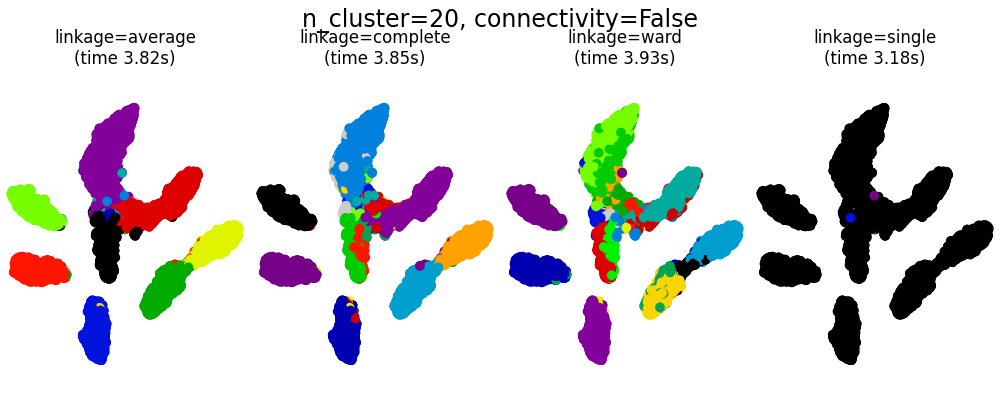 n_cluster=20, connectivity=False
linkage=average
(time 3.82s)
linkage=complete
(time 3.85s)
linkage=ward
(time 3.93s)
linkage=single
(time 3.18s)